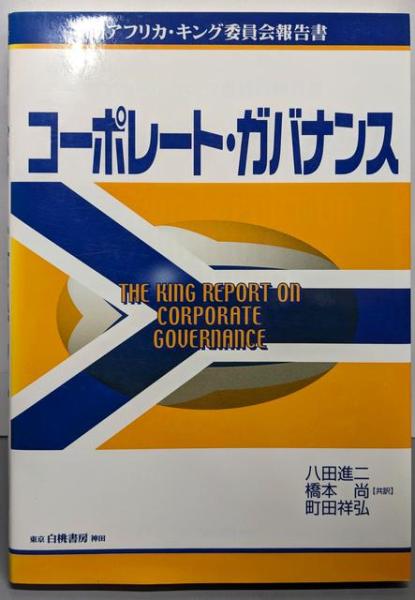 アフリカ・キング委員会報告書
コーポレート・ガバナンス
THE KING REPORT ON
CORPORATE
GOVERNANCE
八田進二
橋本 尚【共訳】
町田祥弘
東京 白桃書房 神田